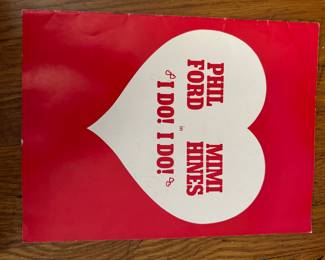 PHIL MIMI
FORD HINES
in
I DO! I DO!